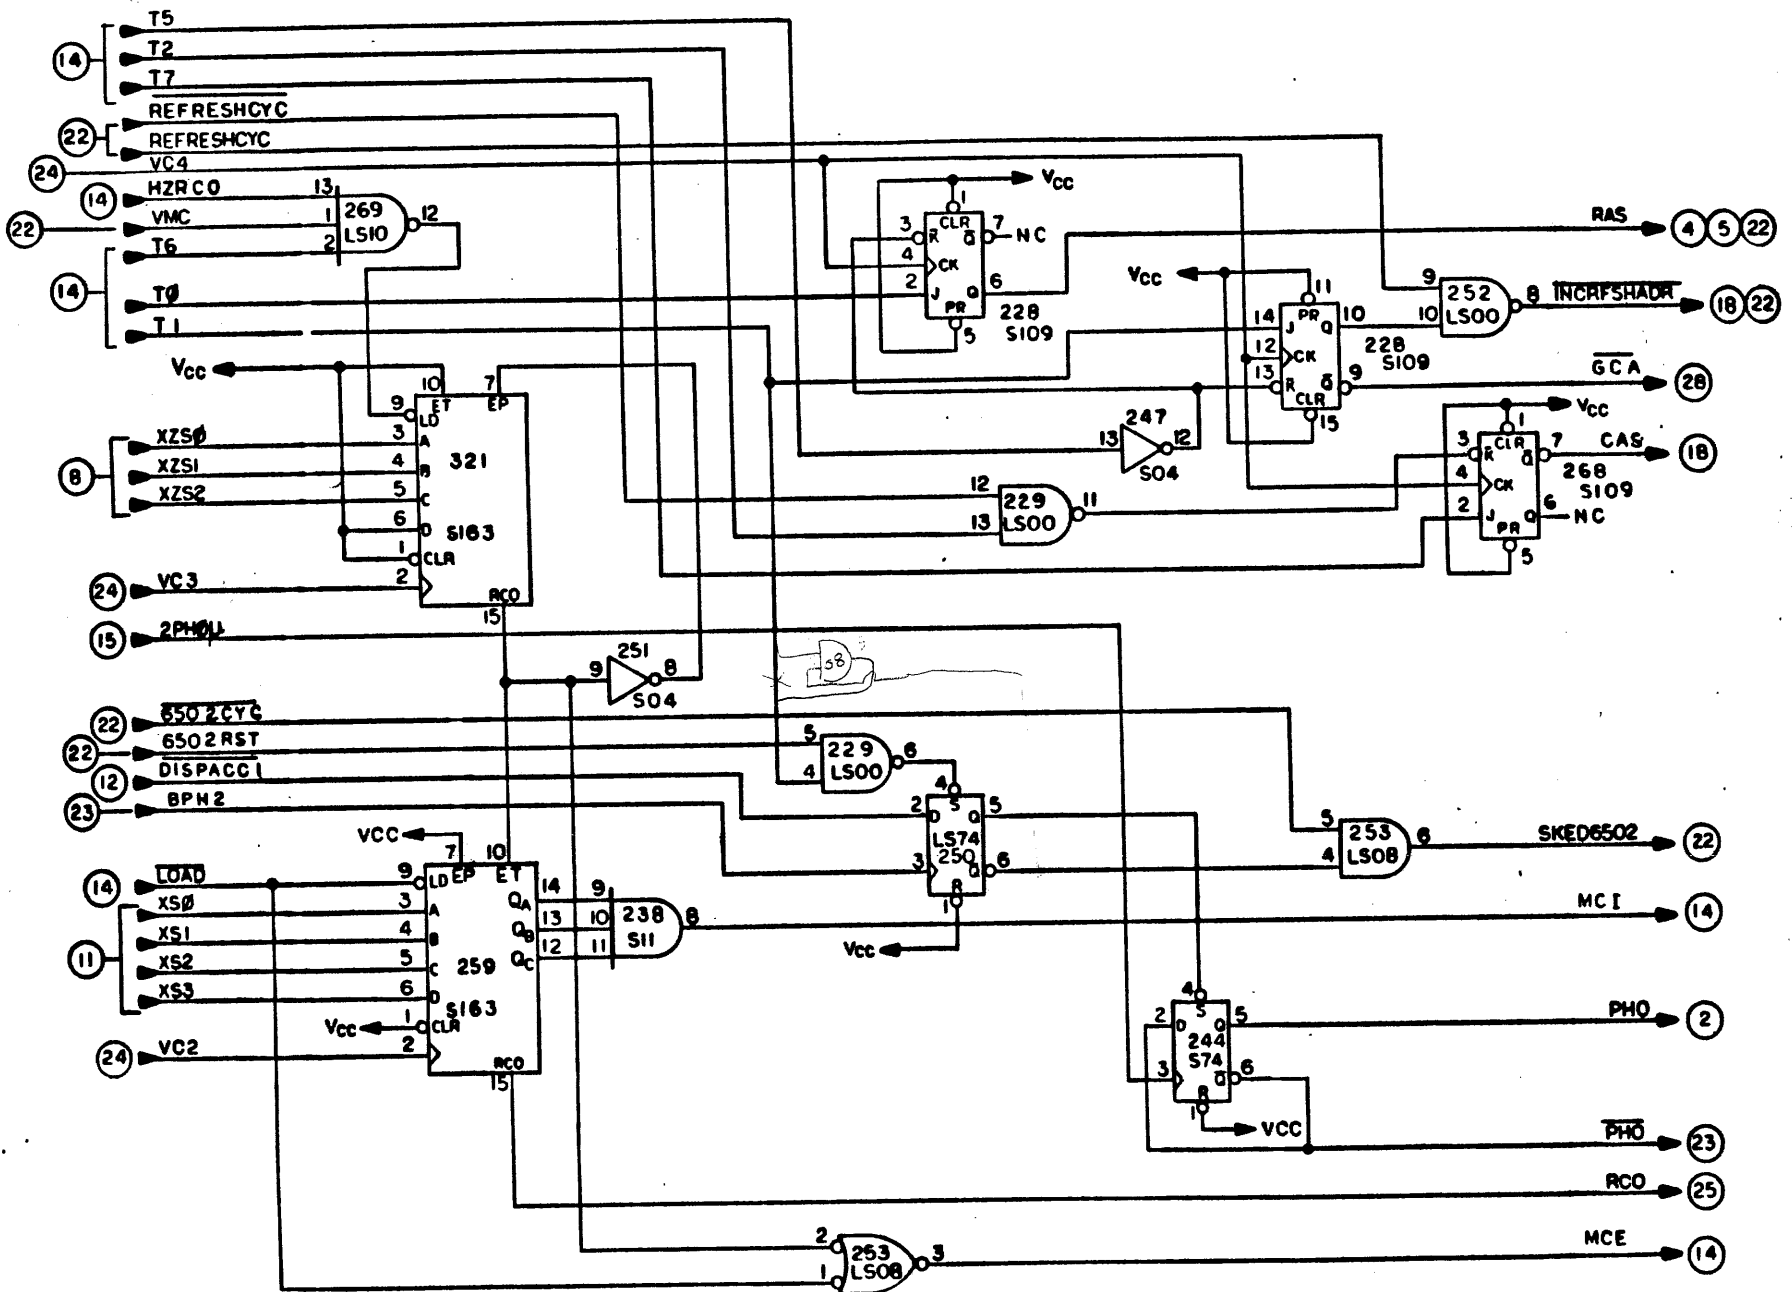 T5
14 T2
T7
REFRESHCYC
22 REFRESHCYC
24 VC4
14 HZRC0 13
22 VMC 1 269 LS10 12
T6 2
14 TØ
T1
VCC
1 CLR VCC
3 R Q 7 NC
4 CK
2 J PR Q 6
5
228
S109
RAS 4 5 22
VCC 11
14 J PR Q 10
12 CK
13 R Q 9
CLR
15
228
S109
9 252 8 INCRFSHADR 18 22
10 LS00
GCA 28
VCC
1 CLR
3 R Q 7 CAS 18
4 CK 268
2 J Q 6 S109
PR NC
5
247
13 12
S04
12 229 11
13 LS00
10 7
9 ET EP
LD
XZSØ 3 A
8 XZS1 4 B 321
XZS2 5 C
6 D S163
1 CLR
24 VC3 2
RCO
15
15
251
9 8
S04
58
22 6502CYC
22 6502RST 5 229 6
12 DISPACC1 4 LS00
23 BPH2
4
2 D S Q 5
LS74
3 250 Q 6
R
1
VCC
5 253 6 SKED6502 22
4 LS08
VCC 7 10
14 LOAD 9 LD EP ET
XSØ 3 A QA 14 9
XS1 4 B QB 13 10 238 8 MCI 14
11 XS2 5 C QC 12 11 S11
259
XS3 6 D
S163
VCC 1 CLR
24 VC2 2
RCO
15
4
2 D S Q 5 PHO 2
244
3 S74 Q 6
R
1
VCC
PHO 23
RCO 25
2 253 3 MCE 14
1 LS08